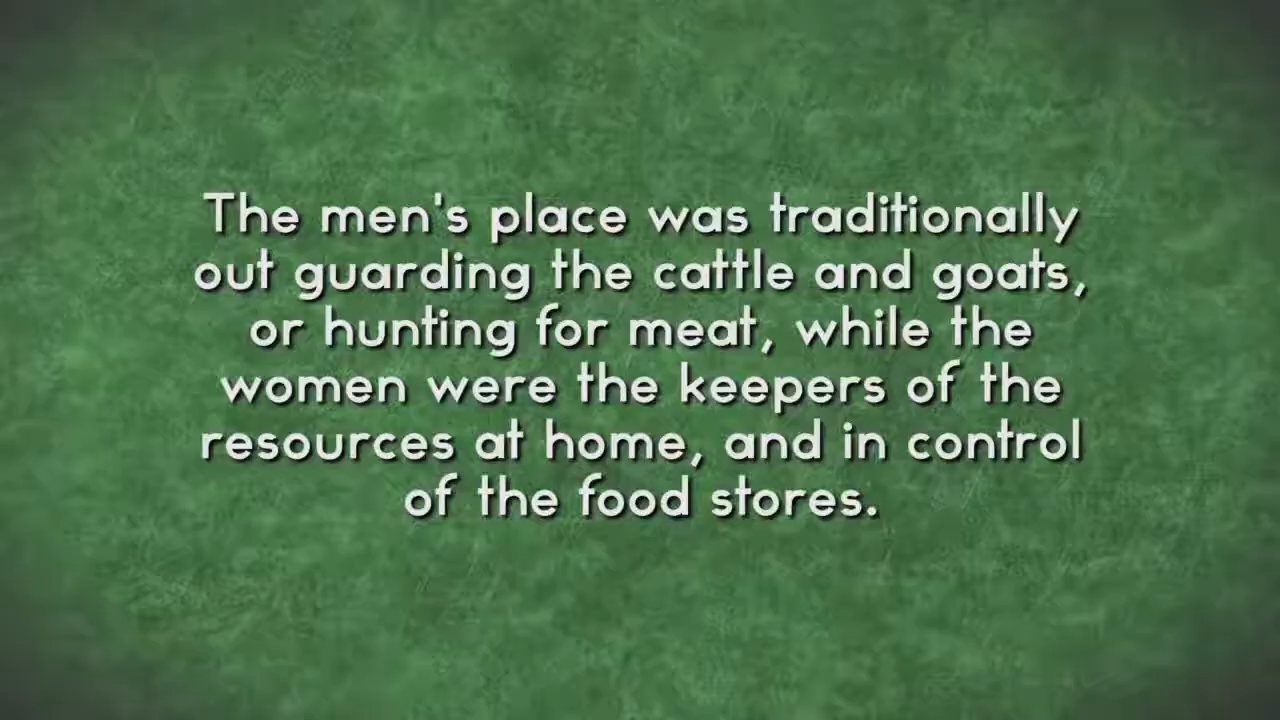 The men's place was traditionally
out guarding the cattle and goats,
or hunting for meat, while the
women were the keepers of the
resources at home, and in control
of the food stores.